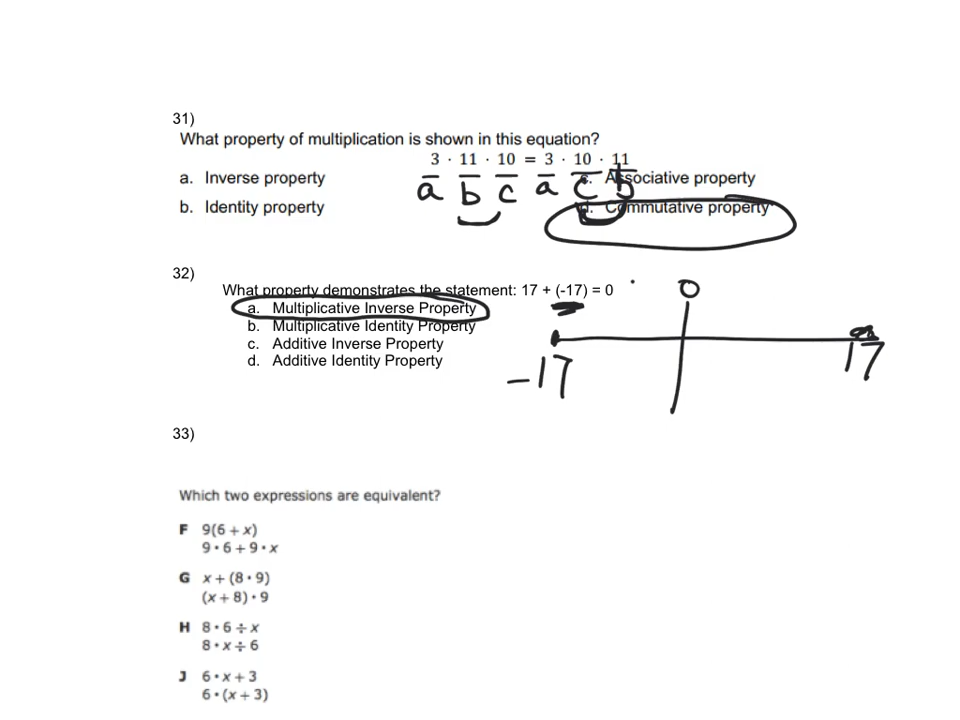 31)
What property of multiplication is shown in this equation?
3 · 11 · 10 = 3 · 10 · 11
a. Inverse property
c. Associative property
a b c a c b
b. Identity property
d. Commutative property
32)
What property demonstrates the statement: 17 + (-17) = 0
0
a. Multiplicative Inverse Property
b. Multiplicative Identity Property
c. Additive Inverse Property
d. Additive Identity Property
-17
17
33)
Which two expressions are equivalent?
F 9(6 + x)
9 • 6 + 9 • x
G x + (8 • 9)
(x + 8) • 9
H 8 • 6 ÷ x
8 • x ÷ 6
J 6 • x + 3
6 • (x + 3)